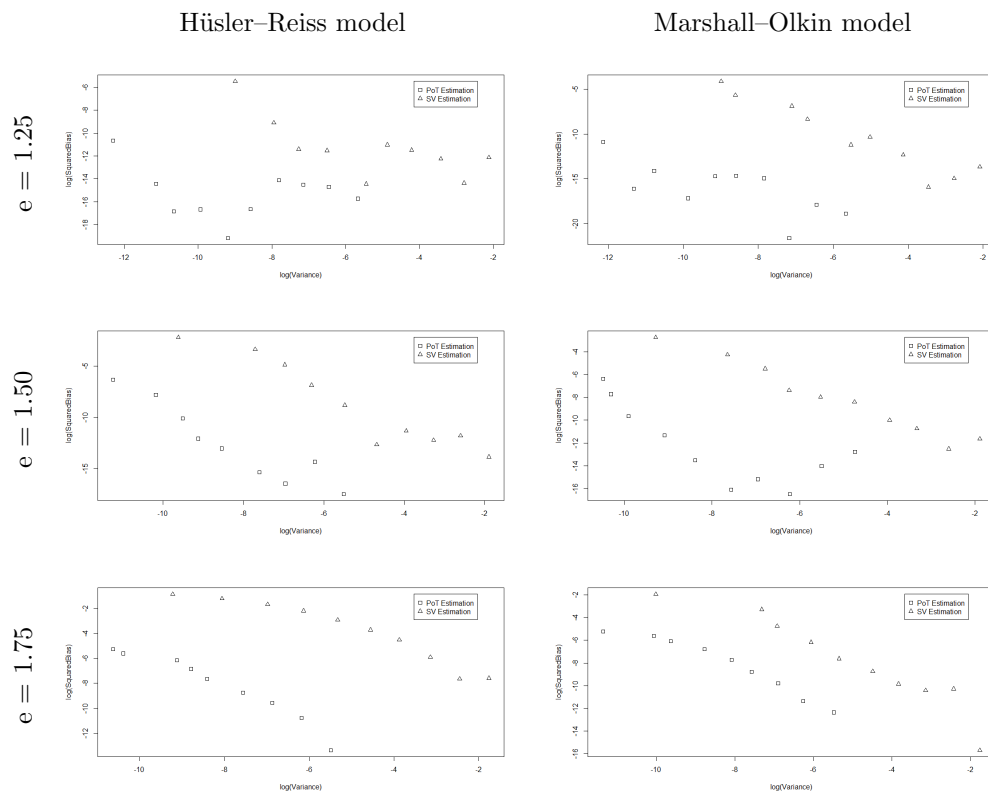 Hüsler–Reiss model
Marshall–Olkin model
e = 1.25
log(SquaredBias)
-6
-8
-10
-12
-14
-16
-18
PoT Estimation
SV Estimation
-12
-10
-8
-6
-4
-2
log(Variance)
log(SquaredBias)
-5
-10
-15
-20
PoT Estimation
SV Estimation
-12
-10
-8
-6
-4
-2
log(Variance)
e = 1.50
log(SquaredBias)
-5
-10
-15
PoT Estimation
SV Estimation
-10
-8
-6
-4
-2
log(Variance)
log(SquaredBias)
-4
-6
-8
-10
-12
-14
-16
PoT Estimation
SV Estimation
-10
-8
-6
-4
-2
log(Variance)
e = 1.75
log(SquaredBias)
-2
-4
-6
-8
-10
-12
PoT Estimation
SV Estimation
-10
-8
-6
-4
-2
log(Variance)
log(SquaredBias)
-2
-4
-6
-8
-10
-12
-14
-16
PoT Estimation
SV Estimation
-10
-8
-6
-4
-2
log(Variance)